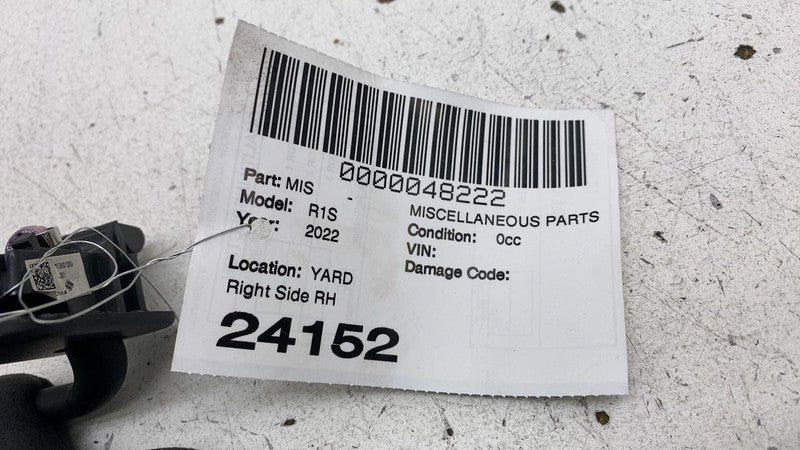 0000048222
Part: MIS -
MISCELLANEOUS PARTS
Model: R1S
Condition: 0cc
Year: 2022
VIN:
Damage Code:
Location: YARD
Right Side RH
24152